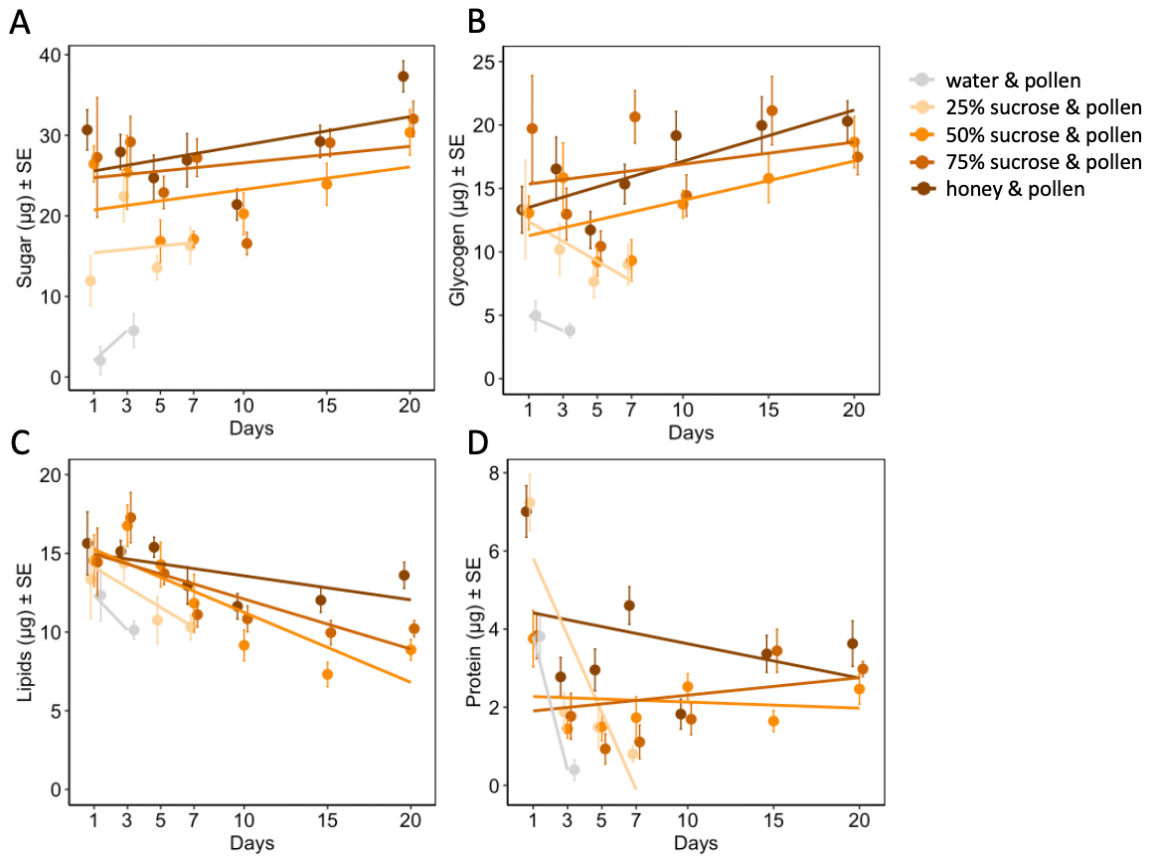 A
B
40
30
20
10
0
Sugar (µg) ± SE
1 3 5 7 10 15 20
Days
25
20
15
10
5
0
Glycogen (µg) ± SE
1 3 5 7 10 15 20
Days
water & pollen
25% sucrose & pollen
50% sucrose & pollen
75% sucrose & pollen
honey & pollen
C
D
20
15
10
5
0
Lipids (µg) ± SE
1 3 5 7 10 15 20
Days
8
6
4
2
0
Protein (µg) ± SE
1 3 5 7 10 15 20
Days